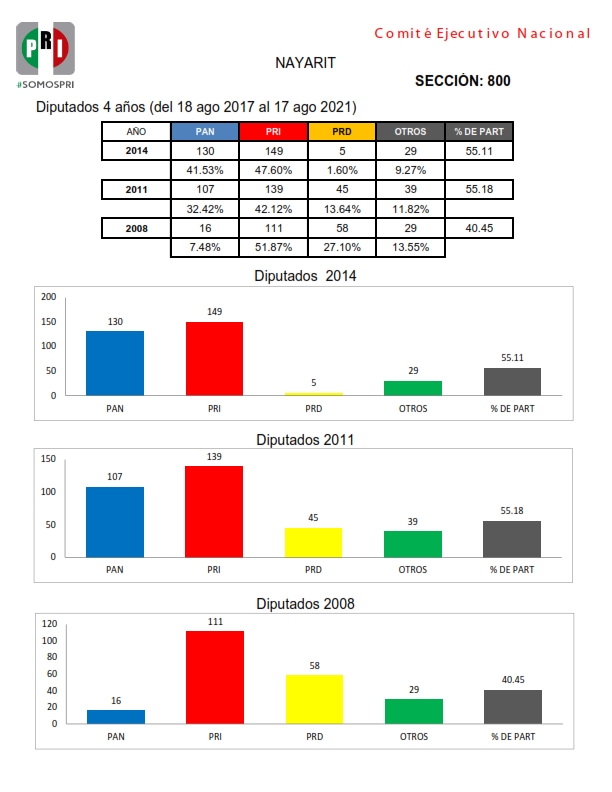 Comité Ejecutivo Nacional
PRI
#SOMOSPRI
NAYARIT
SECCIÓN: 800
Diputados 4 años (del 18 ago 2017 al 17 ago 2021)
AÑO PAN PRI PRD OTROS % DE PART
2014 130 149 5 29 55.11
41.53% 47.60% 1.60% 9.27%
2011 107 139 45 39 55.18
32.42% 42.12% 13.64% 11.82%
2008 16 111 58 29 40.45
7.48% 51.87% 27.10% 13.55%
Diputados 2014
200
150
100
50
0
130 149 5 29 55.11
PAN PRI PRD OTROS % DE PART
Diputados 2011
150
100
50
0
107 139 45 39 55.18
PAN PRI PRD OTROS % DE PART
Diputados 2008
120
100
80
60
40
20
0
16 111 58 29 40.45
PAN PRI PRD OTROS % DE PART